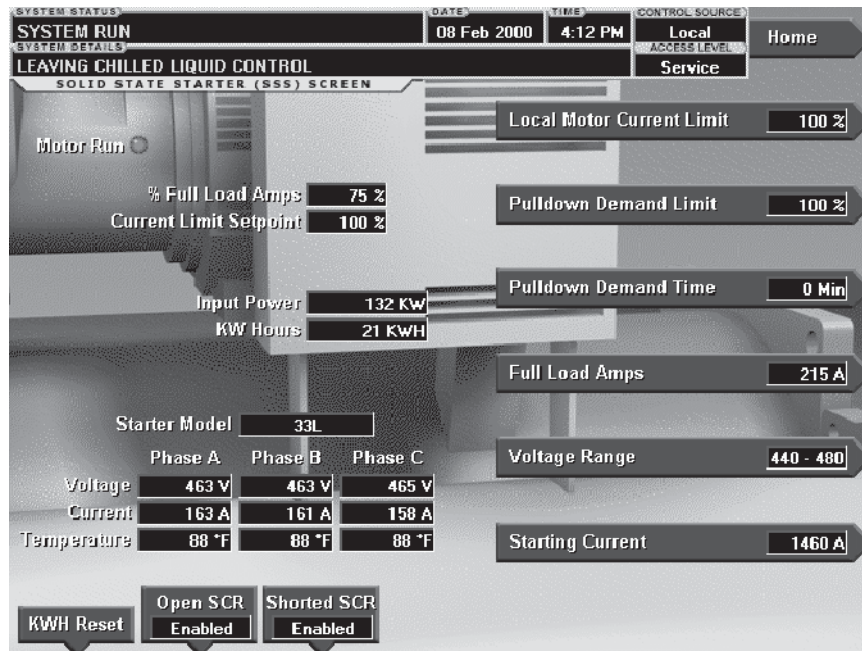 SYSTEM STATUS
SYSTEM RUN
DATE
08 Feb 2000
TIME
4:12 PM
CONTROL SOURCE
Local
Home
SYSTEM DETAILS
LEAVING CHILLED LIQUID CONTROL
ACCESS LEVEL
Service
SOLID STATE STARTER (SSS) SCREEN
Motor Run
% Full Load Amps 75 %
Current Limit Setpoint 100 %
Input Power 132 KW
KW Hours 21 KWH
Starter Model 33L
Phase A Phase B Phase C
Voltage 463 V 463 V 465 V
Current 163 A 161 A 158 A
Temperature 88 °F 88 °F 88 °F
Local Motor Current Limit 100 %
Pulldown Demand Limit 100 %
Pulldown Demand Time 0 Min
Full Load Amps 215 A
Voltage Range 440 - 480
Starting Current 1460 A
KWH Reset
Open SCR
Enabled
Shorted SCR
Enabled